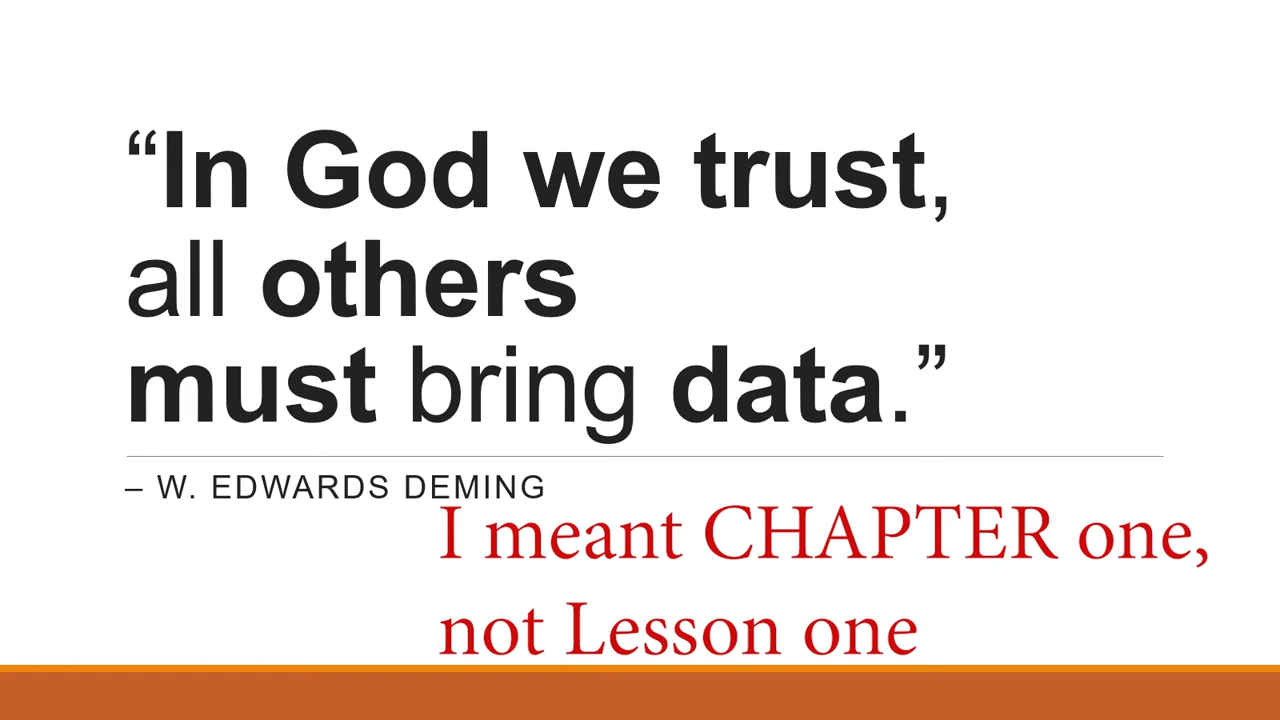 “In God we trust,
all others
must bring data.”
– W. EDWARDS DEMING
I meant CHAPTER one,
not Lesson one